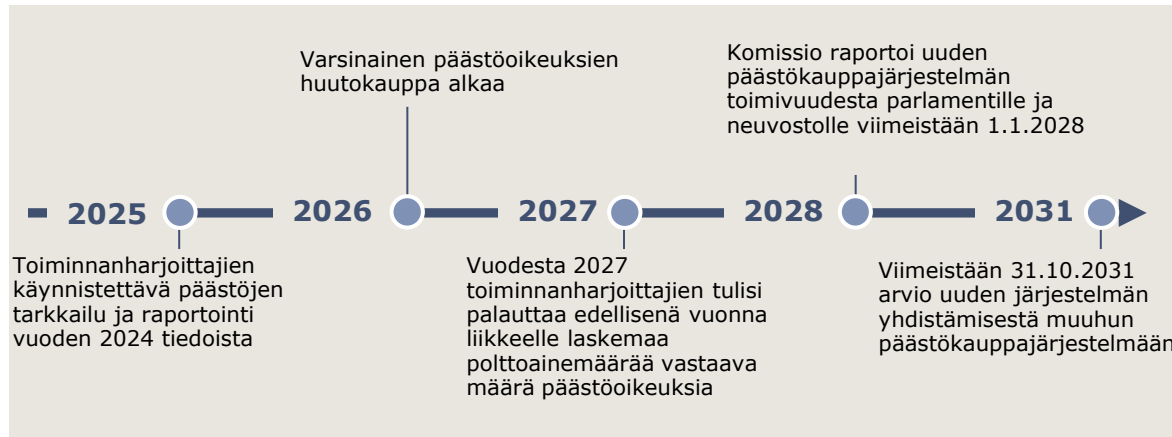 Varsinainen päästöoikeuksien
huutokauppa alkaa
Komissio raportoi uuden
päästökauppajärjestelmän
toimivuudesta parlamentille ja
neuvostolle viimeistään 1.1.2028
2025
2026
2027
2028
2031
Toiminnanharjoittajien
käynnistettävä päästöjen
tarkkailu ja raportointi
vuoden 2024 tiedoista
Vuodesta 2027
toiminnanharjoittajien tulisi
palauttaa edellisenä vuonna
liikkeelle laskemaa
polttoainemäärää vastaava
määrä päästöoikeuksia
Viimeistään 31.10.2031
arvio uuden järjestelmän
yhdistämisestä muuhun
päästökauppajärjestelmään